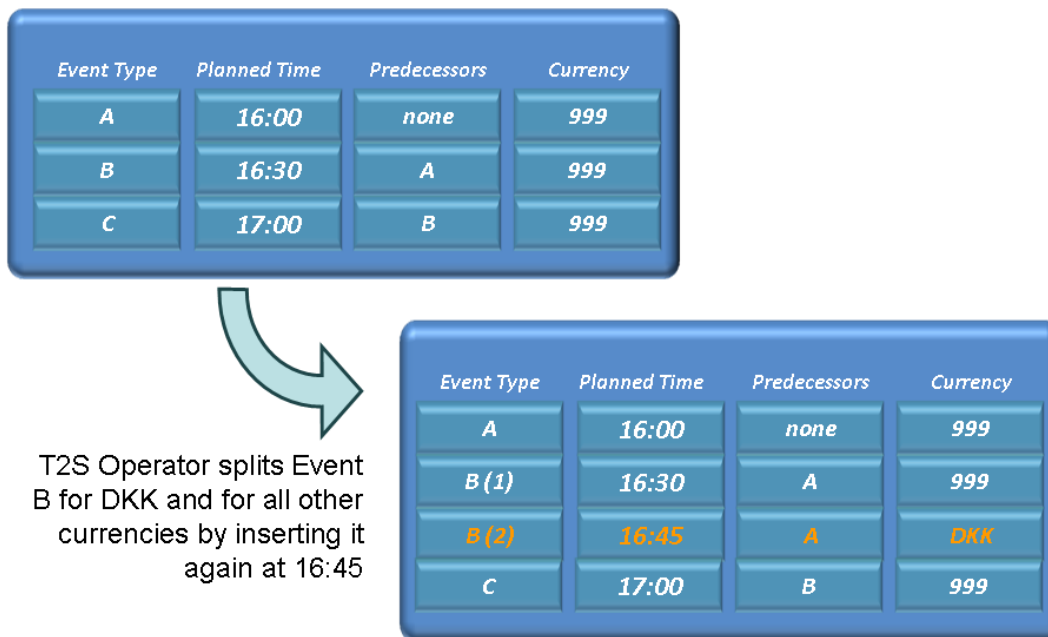 Event Type Planned Time Predecessors Currency
A 16:00 none 999
B 16:30 A 999
C 17:00 B 999
T2S Operator splits Event
B for DKK and for all other
currencies by inserting it
again at 16:45
Event Type Planned Time Predecessors Currency
A 16:00 none 999
B (1) 16:30 A 999
B (2) 16:45 A DKK
C 17:00 B 999